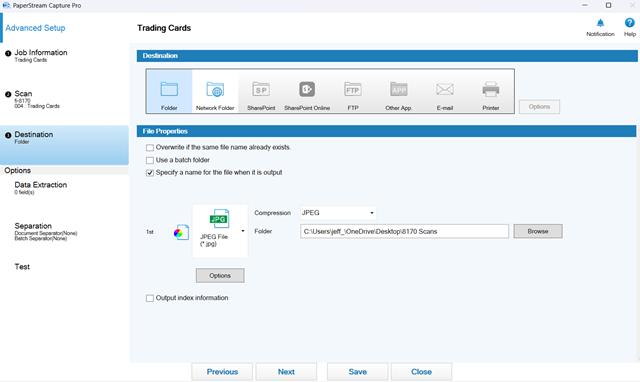 PaperStream Capture Pro
Advanced Setup
Trading Cards
Notification
Help
1 Job Information
Trading Cards
2 Scan
fi-8170
004 : Trading Cards
3 Destination
Folder
Options
Data Extraction
0 field(s)
Separation
Document Separator(None)
Batch Separator(None)
Test
Destination
Folder
Network Folder
SP
SharePoint
SharePoint Online
FTP
FTP
APP
Other App.
E-mail
Printer
Options
File Properties
Overwrite if the same file name already exists.
Use a batch folder
Specify a name for the file when it is output
1st
JPG
JPEG File
(*.jpg)
Compression
JPEG
Folder
C:\Users\jeff_\OneDrive\Desktop\8170 Scans
Browse
Options
Output index information
Previous
Next
Save
Close